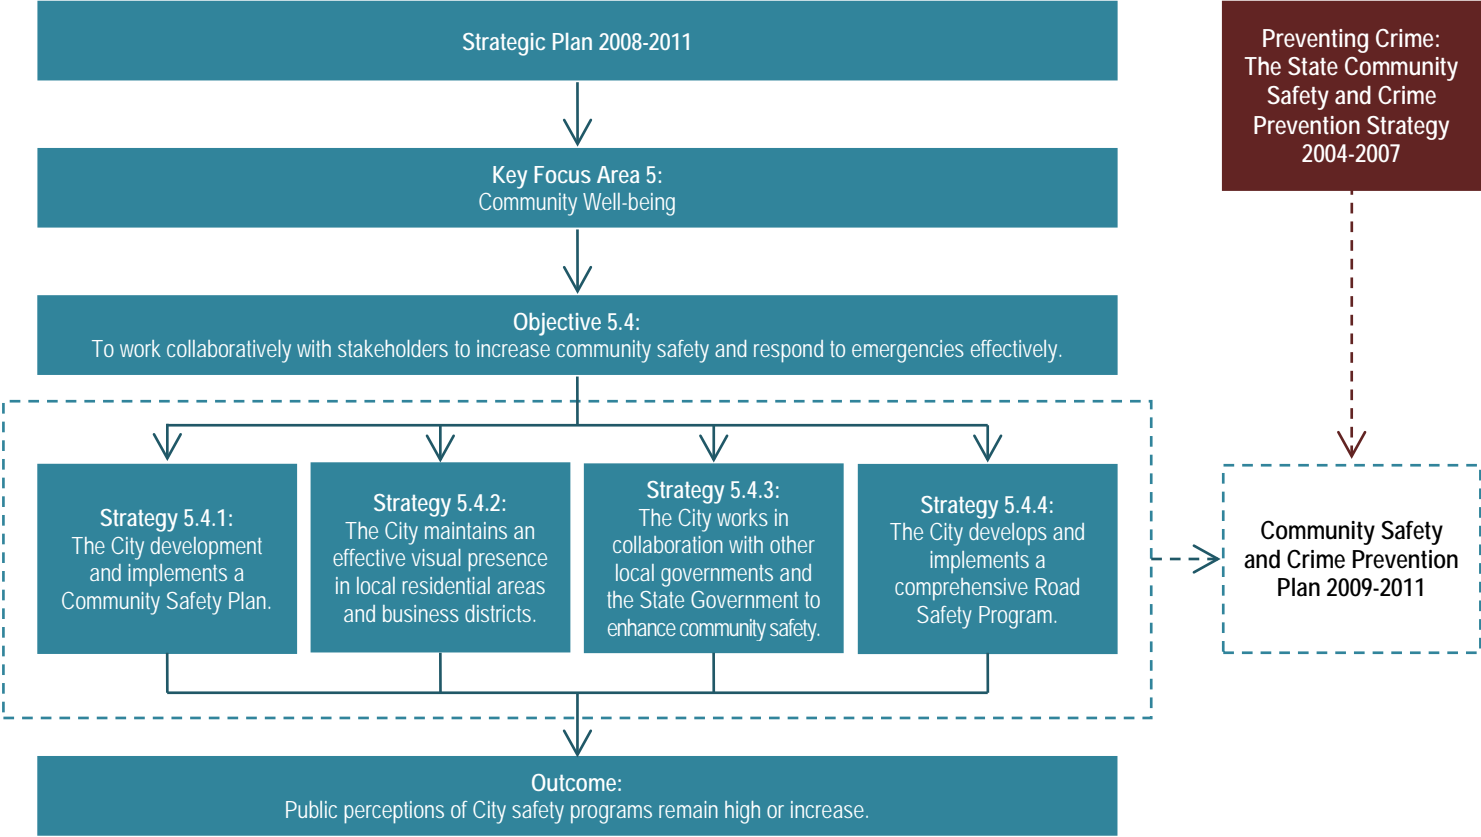 Strategic Plan 2008-2011
Preventing Crime:
The State Community
Safety and Crime
Prevention Strategy
2004-2007
Key Focus Area 5:
Community Well-being
Objective 5.4:
To work collaboratively with stakeholders to increase community safety and respond to emergencies effectively.
Strategy 5.4.1:
The City development
and implements a
Community Safety Plan.
Strategy 5.4.2:
The City maintains an
effective visual presence
in local residential areas
and business districts.
Strategy 5.4.3:
The City works in
collaboration with other
local governments and
the State Government to
enhance community safety.
Strategy 5.4.4:
The City develops and
implements a
comprehensive Road
Safety Program.
Community Safety
and Crime Prevention
Plan 2009-2011
Outcome:
Public perceptions of City safety programs remain high or increase.